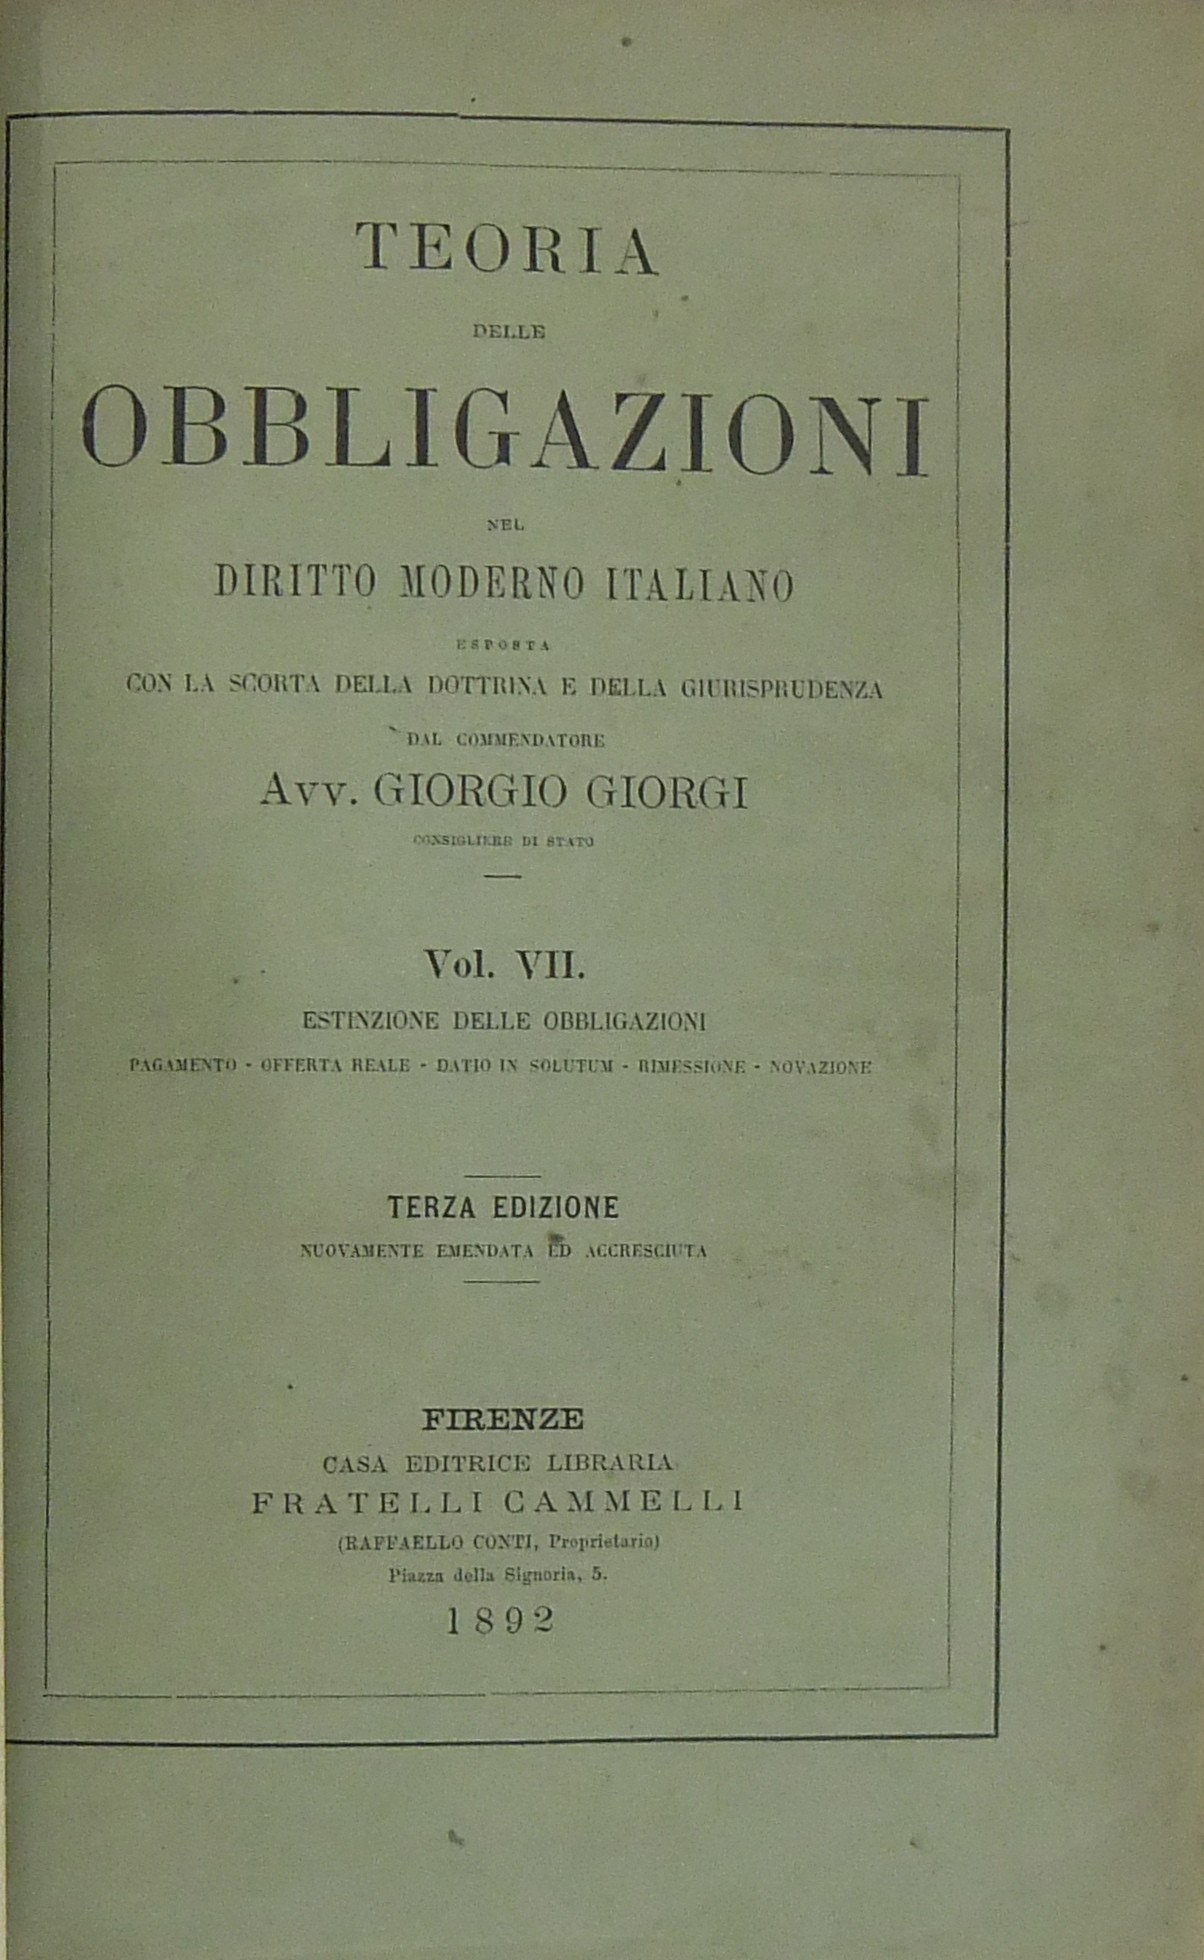 TEORIA
DELLE
OBBLIGAZIONI
NEL
DIRITTO MODERNO ITALIANO
ESPOSTA
CON LA SCORTA DELLA DOTTRINA E DELLA GIURISPRUDENZA
DAL COMMENDATORE
Avv. GIORGIO GIORGI
CONSIGLIERE DI STATO
Vol. VII.
ESTINZIONE DELLE OBBLIGAZIONI
PAGAMENTO - OFFERTA REALE - DATIO IN SOLUTUM - RIMESSIONE - NOVAZIONE
TERZA EDIZIONE
NUOVAMENTE EMENDATA ED ACCRESCIUTA
FIRENZE
CASA EDITRICE LIBRARIA
FRATELLI CAMMELLI
(RAFFAELLO CONTI, Proprietario)
Piazza della Signoria, 5.
1892